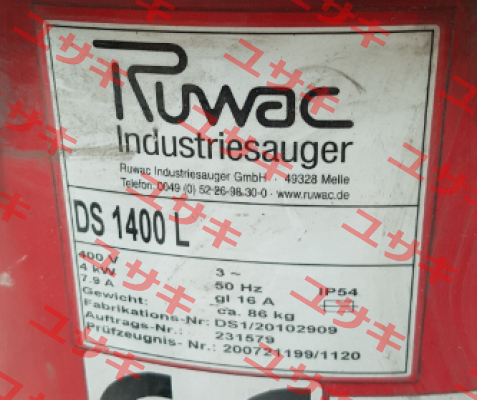 Ruwac
Industriesauger
Ruwac Industriesauger GmbH · 49328 Melle
Telefon: 0049 (0) 52-26-98-30-0 · www.ruwac.de
DS 1400 L
400 V 3 ~ IP54
4 kW 50 Hz
7.9 A gl 16 A
Gewicht: ca. 86 kg
Fabrikations-Nr: DS1/20102909
Auftrags-Nr.: 231579
Prüfzeugnis- Nr.: 200721199/1120
ユサキ